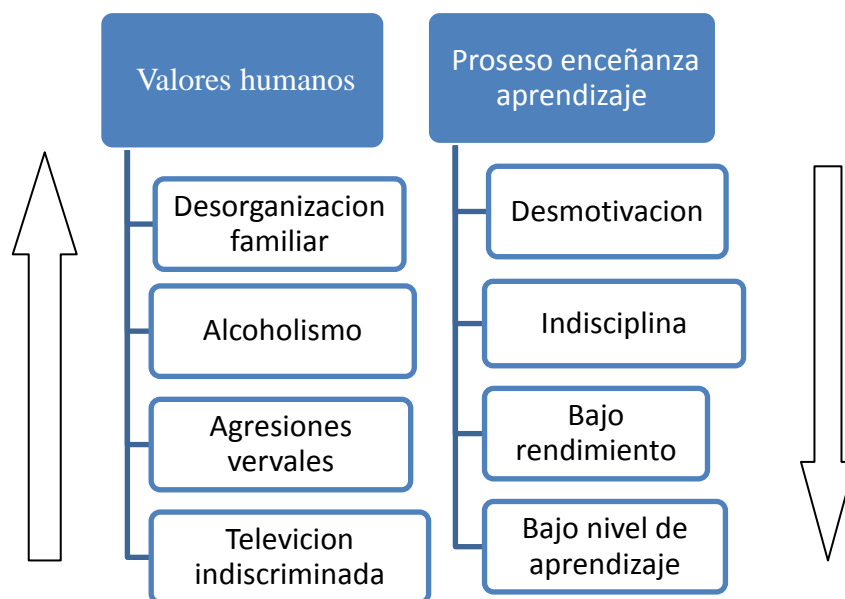 Valores humanos
Desorganizacion
familiar
Alcoholismo
Agresiones
vervales
Televicion
indiscriminada
Proseso enceñanza
aprendizaje
Desmotivacion
Indisciplina
Bajo
rendimiento
Bajo nivel de
aprendizaje